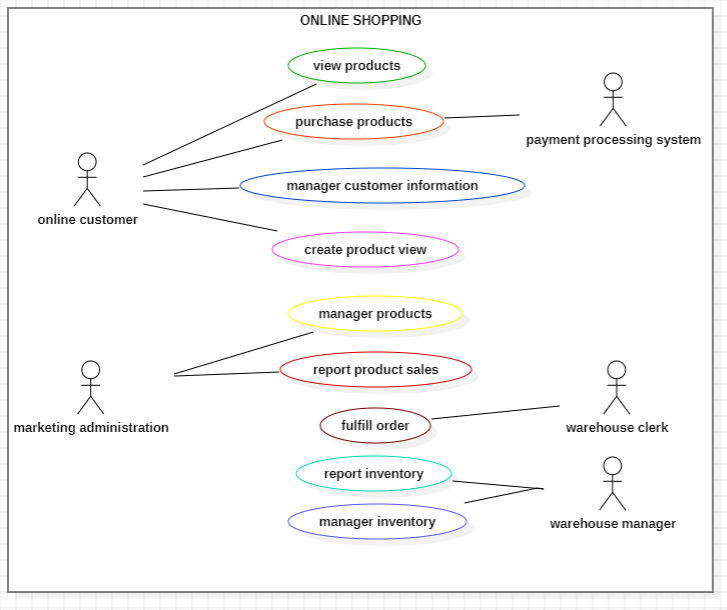 ONLINE SHOPPING
view products
purchase products
payment processing system
manager customer information
online customer
create product view
manager products
report product sales
marketing administration
fulfill order
warehouse clerk
report inventory
manager inventory
warehouse manager